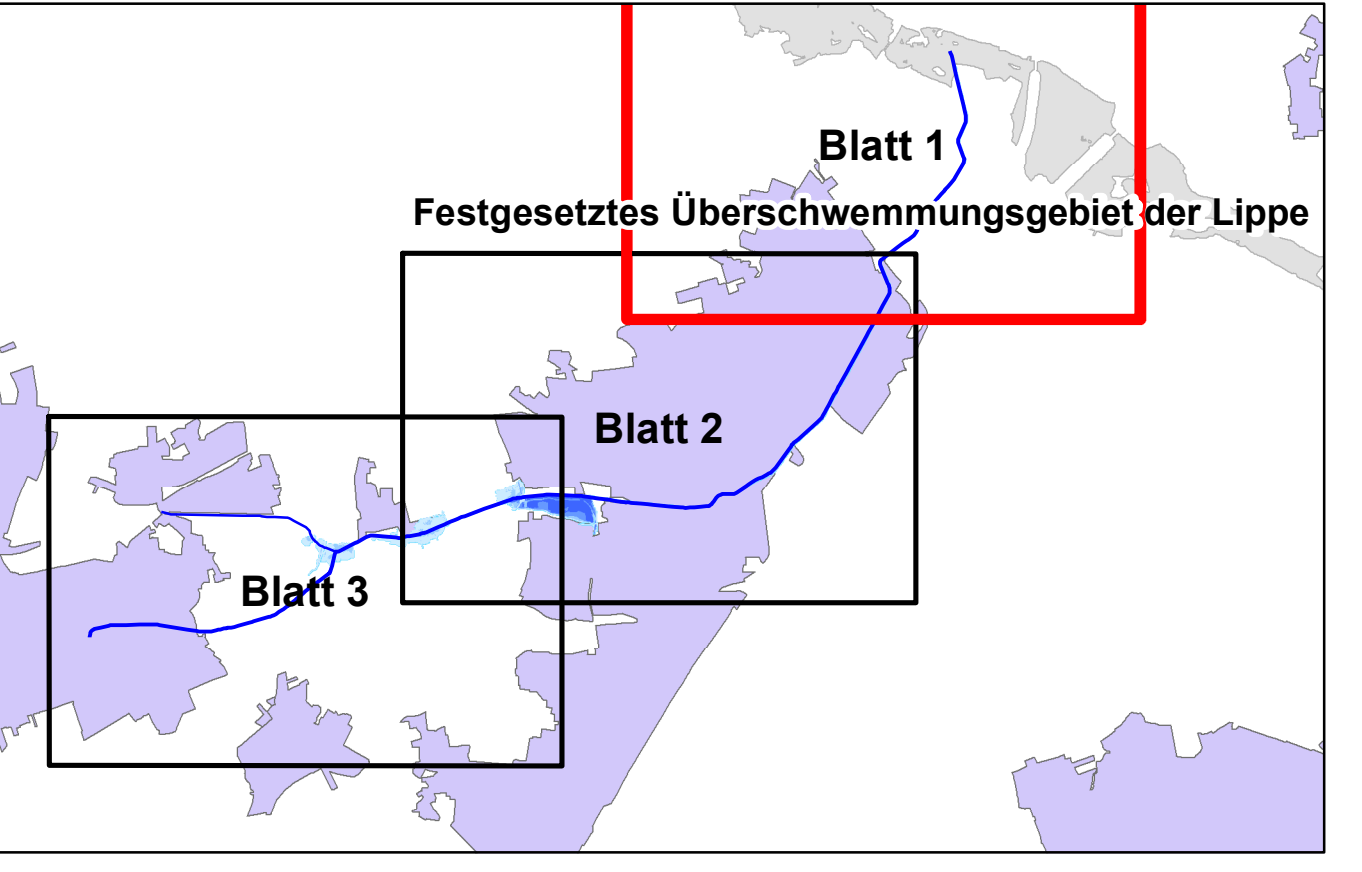 Blatt 1
Festgesetztes Überschwemmungsgebiet der Lippe
Blatt 2
Blatt 3